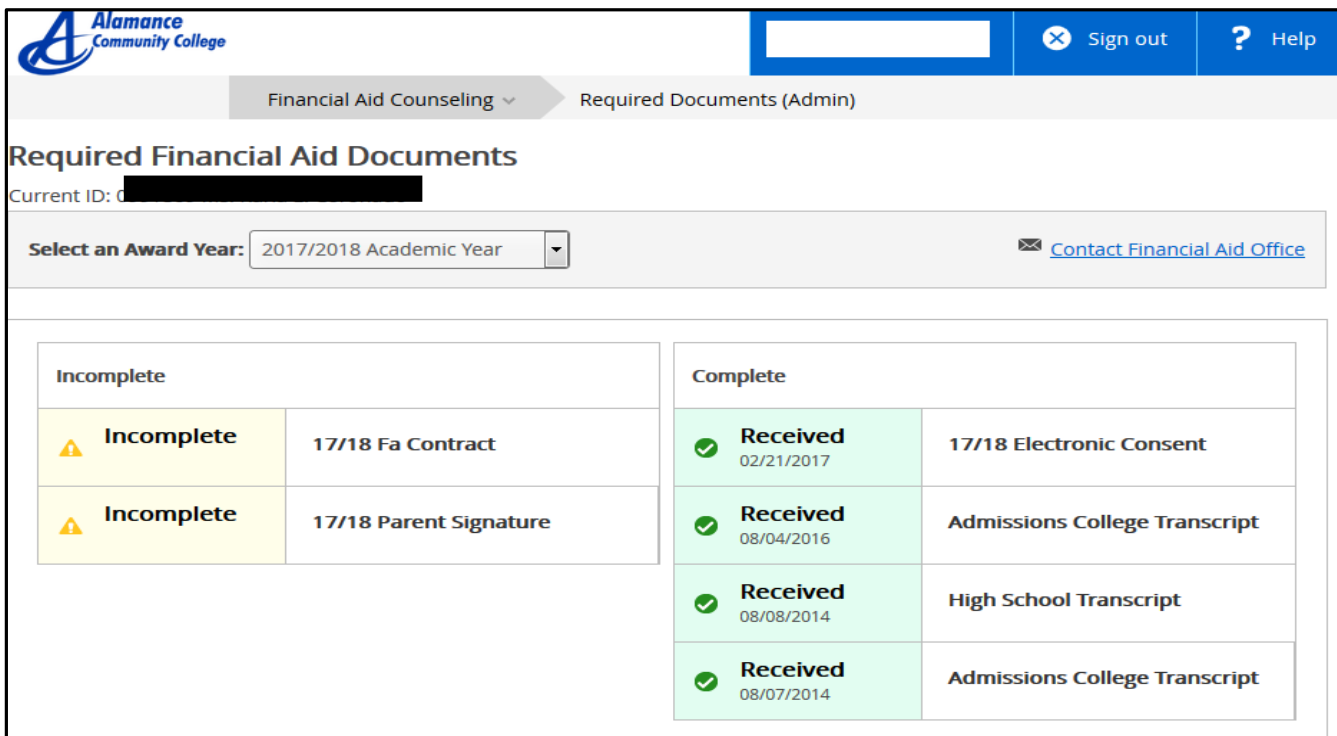 Alamance
Community College
Sign out
? Help
Financial Aid Counseling
Required Documents (Admin)
Required Financial Aid Documents
Current ID:
Select an Award Year: 2017/2018 Academic Year
Contact Financial Aid Office
Incomplete
Incomplete 17/18 Fa Contract
Incomplete 17/18 Parent Signature
Complete
Received 17/18 Electronic Consent
02/21/2017
Received Admissions College Transcript
08/04/2016
Received High School Transcript
08/08/2014
Received Admissions College Transcript
08/07/2014